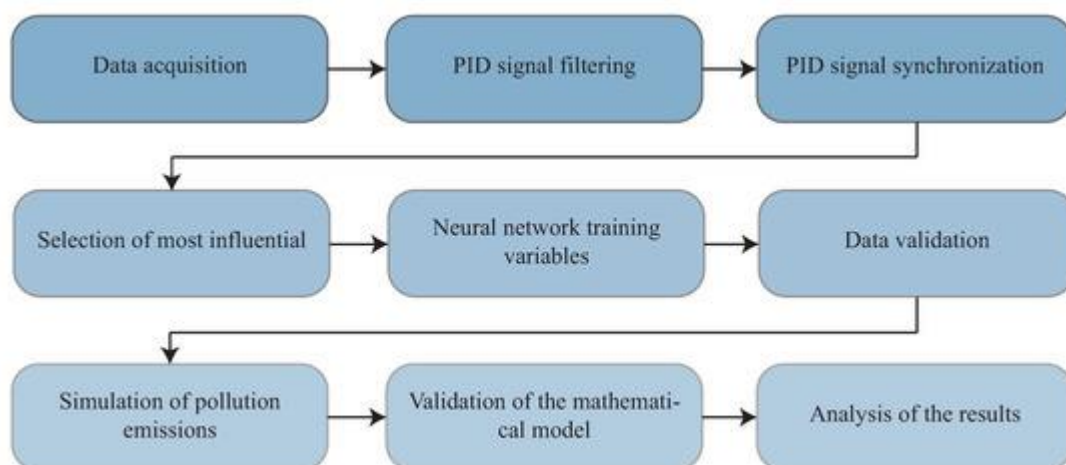 Data acquisition
PID signal filtering
PID signal synchronization
Selection of most influential
Neural network training
variables
Data validation
Simulation of pollution
emissions
Validation of the mathemati-
cal model
Analysis of the results